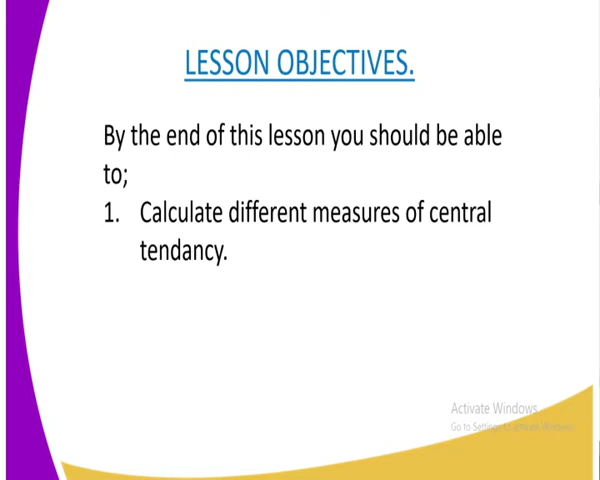 LESSON OBJECTIVES.
By the end of this lesson you should be able
to;
1. Calculate different measures of central
tendancy.
Activate Windows
Go to Settings to activate Windows.